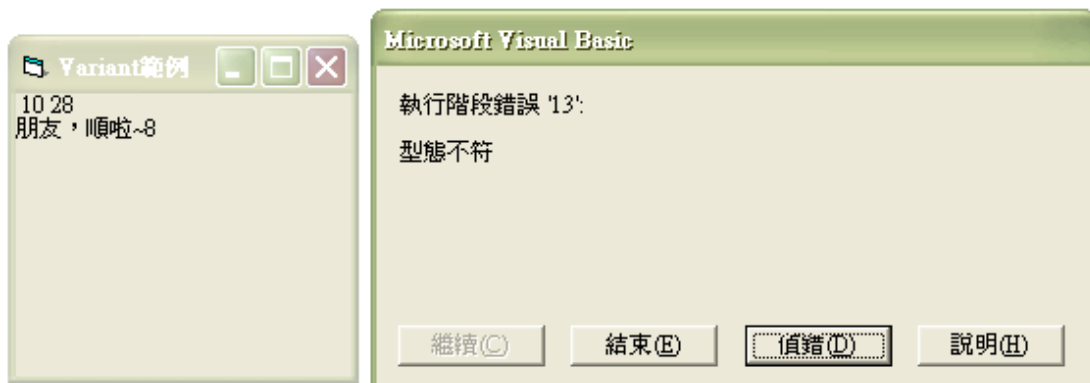 Variant範例
10 28
朋友，順啦~8
Microsoft Visual Basic
執行階段錯誤 '13':
型態不符
繼續(C)
結束(E)
偵錯(D)
說明(H)